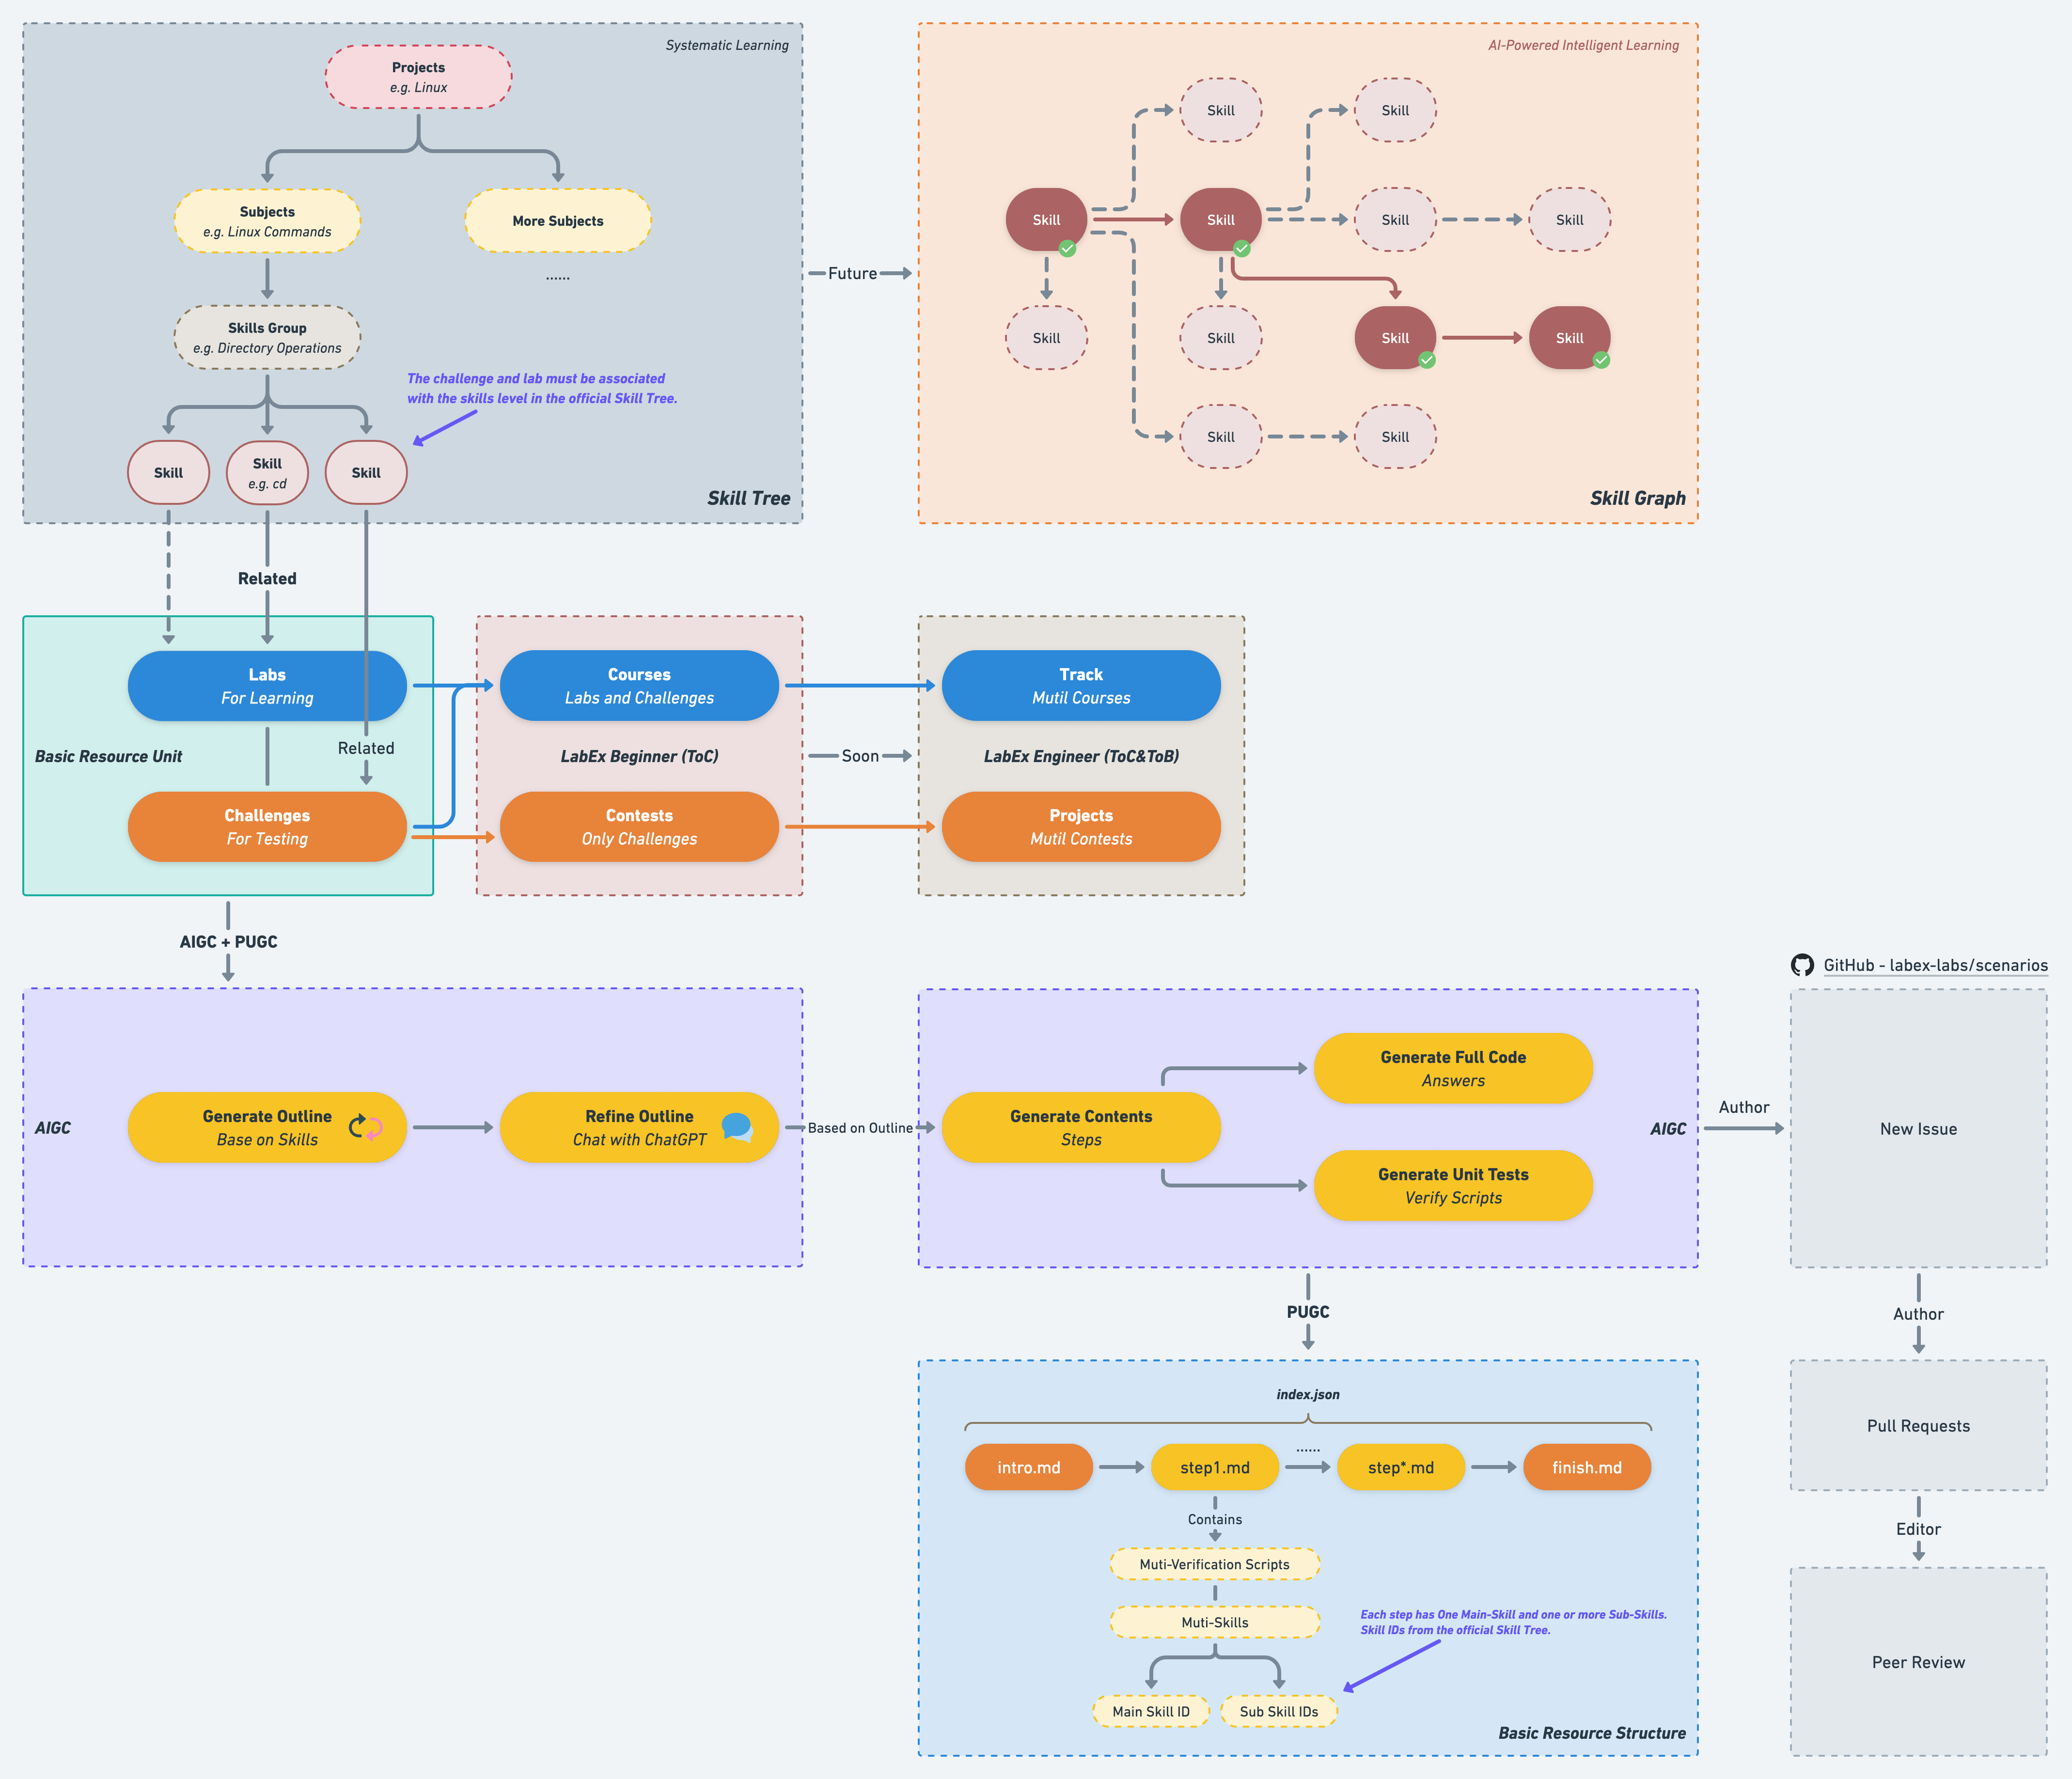 Systematic Learning
Projects
e.g. Linux
Subjects
e.g. Linux Commands
More Subjects
......
Skills Group
e.g. Directory Operations
The challenge and lab must be associated
with the skills level in the official Skill Tree.
Skill
Skill
e.g. cd
Skill
Skill Tree
Future
AI-Powered Intelligent Learning
Skill
Skill
Skill
Skill
Skill
Skill
Skill
Skill
Skill
Skill
Skill
Skill
Skill Graph
Related
Labs
For Learning
Basic Resource Unit
Related
Challenges
For Testing
Courses
Labs and Challenges
LabEx Beginner (ToC)
Contests
Only Challenges
Soon
Track
Mutil Courses
LabEx Engineer (ToC&ToB)
Projects
Mutil Contests
AIGC + PUGC
AIGC
Generate Outline
Base on Skills
Refine Outline
Chat with ChatGPT
Based on Outline
Generate Contents
Steps
Generate Full Code
Answers
Generate Unit Tests
Verify Scripts
AIGC
Author
GitHub - labex-labs/scenarios
New Issue
Author
Pull Requests
Editor
Peer Review
PUGC
index.json
intro.md
step1.md
......
step*.md
finish.md
Contains
Muti-Verification Scripts
Muti-Skills
Each step has One Main-Skill and one or more Sub-Skills.
Skill IDs from the official Skill Tree.
Main Skill ID
Sub Skill IDs
Basic Resource Structure